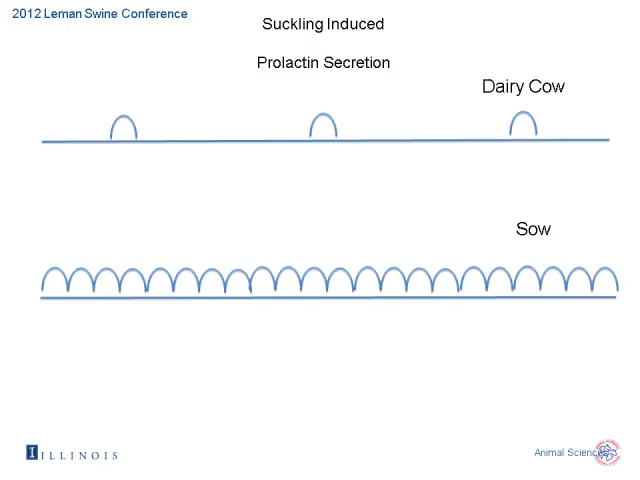 2012 Leman Swine Conference
Suckling Induced
Prolactin Secretion
Dairy Cow
Sow
I ILLINOIS
Animal Sciences